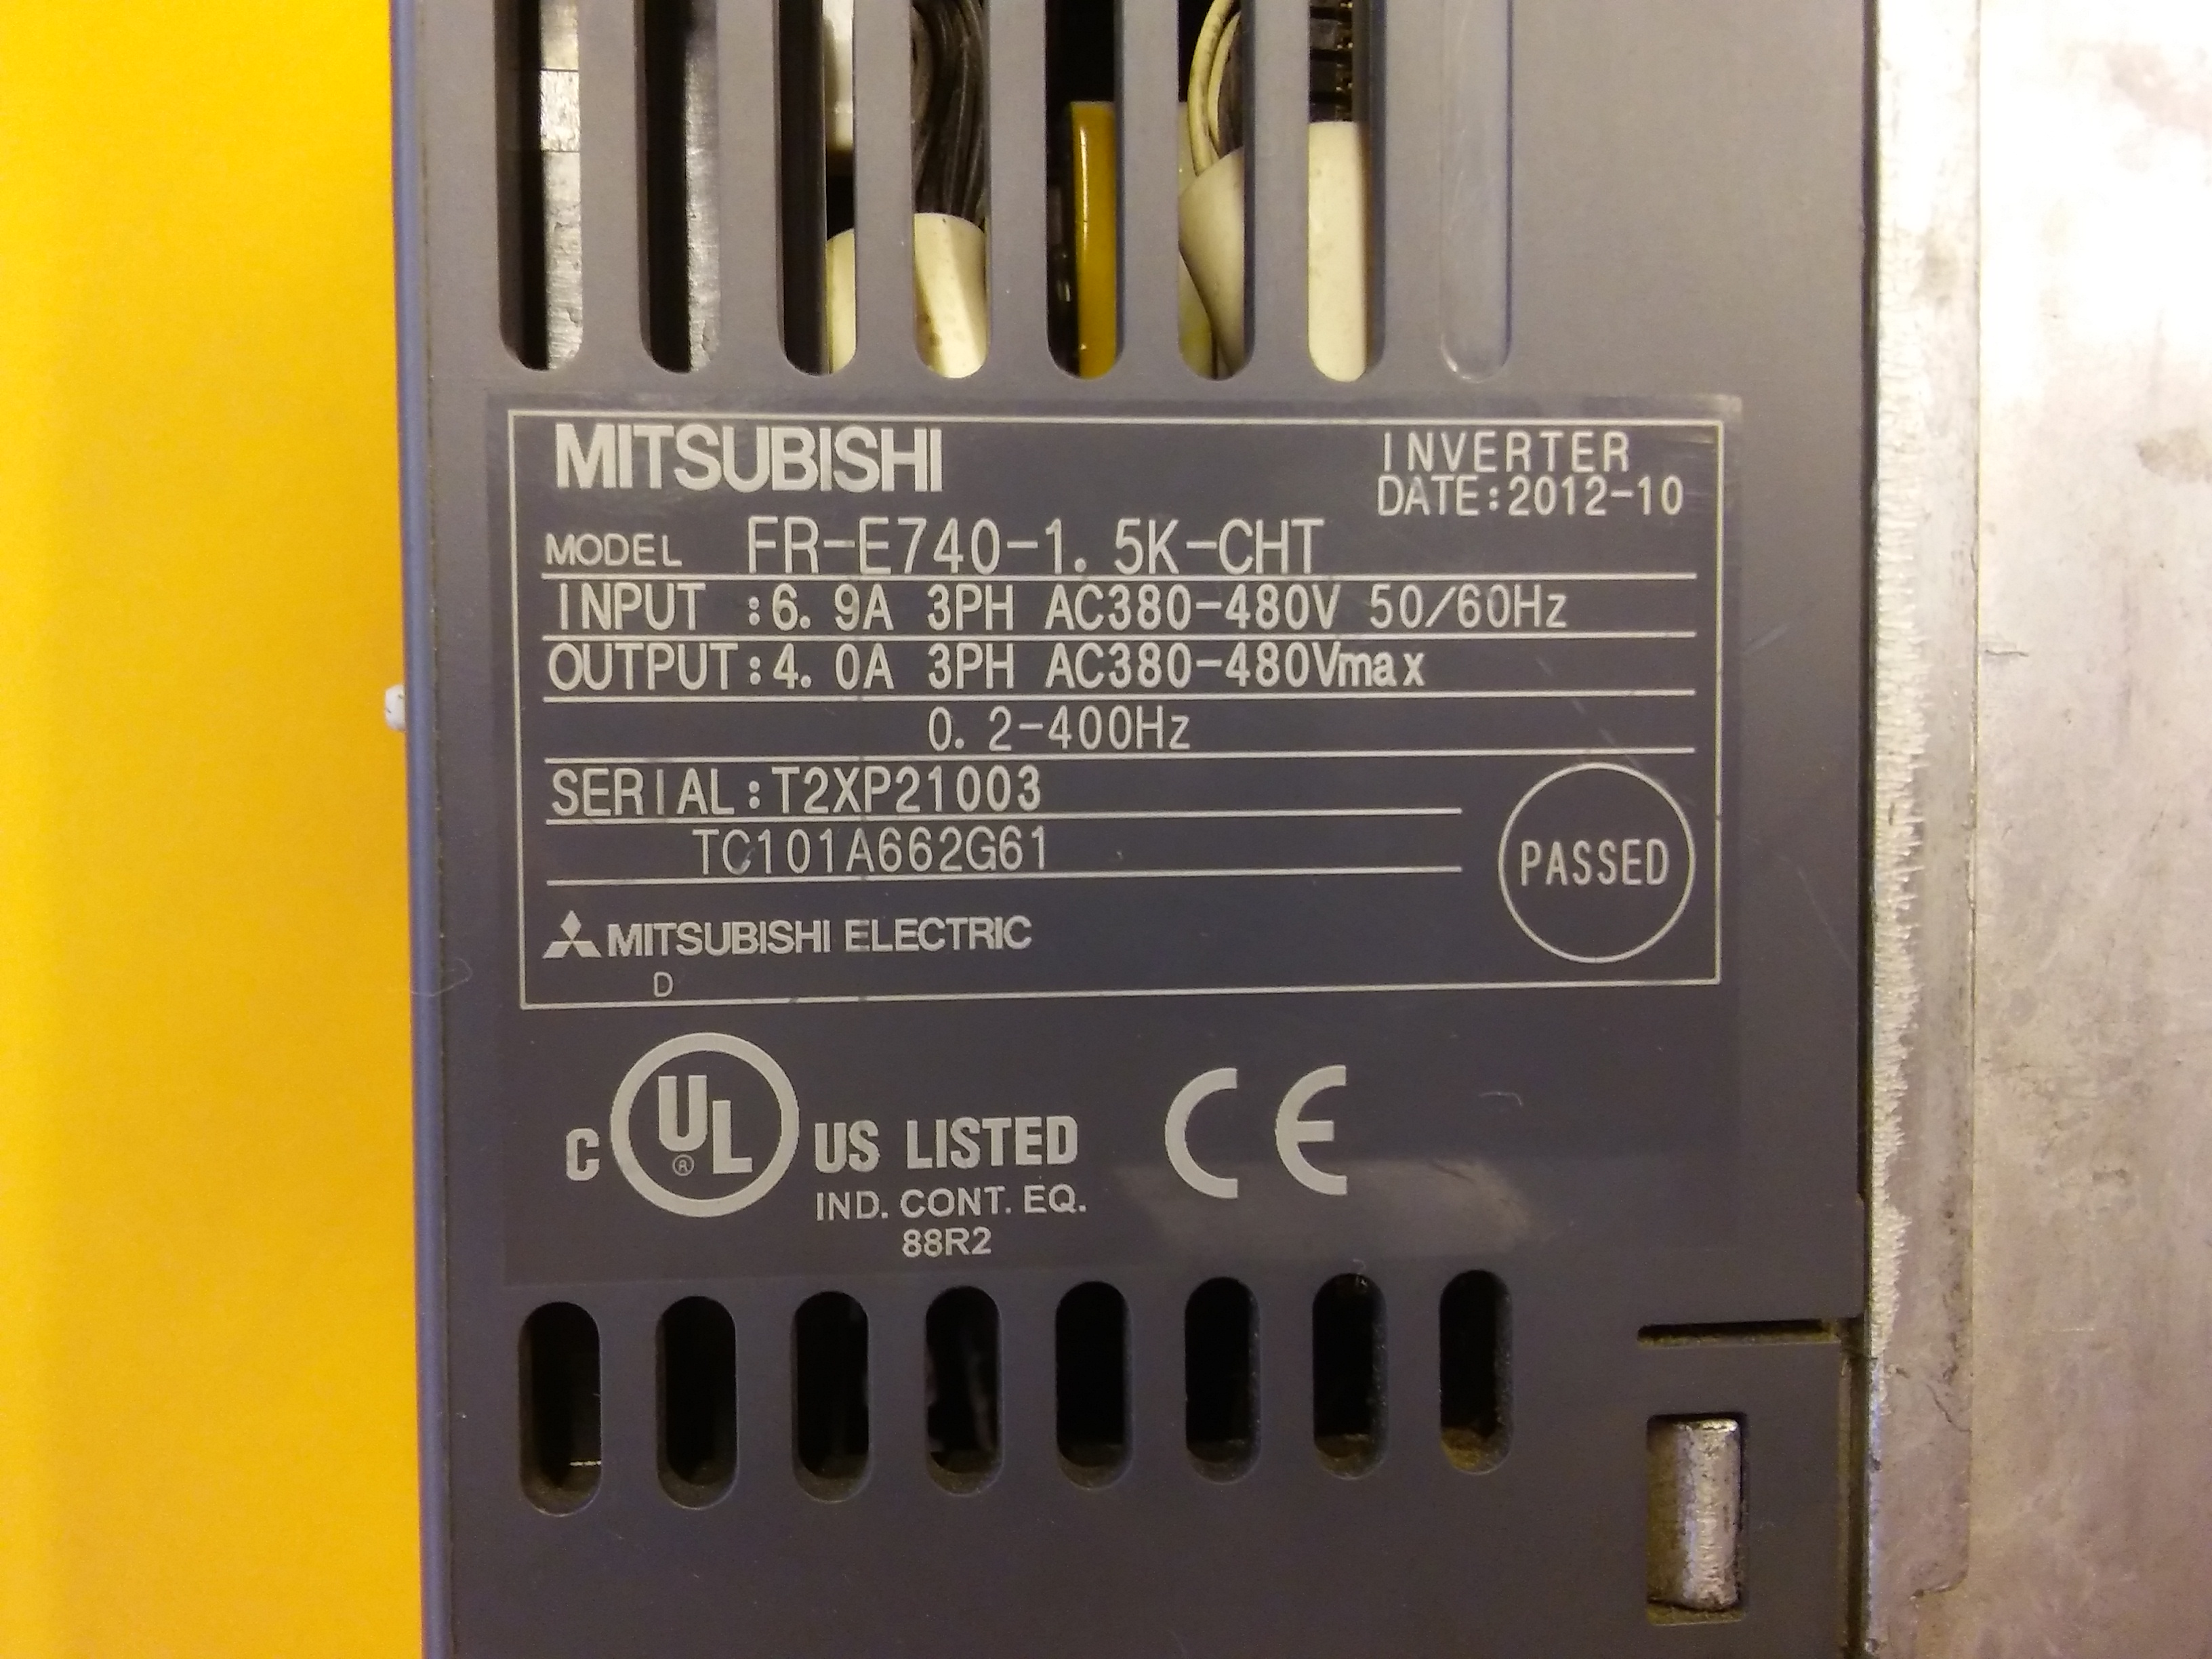 MITSUBISHI
INVERTER
DATE:2012-10
MODEL FR-E740-1.5K-CHT
INPUT :6.9A 3PH AC380-480V 50/60Hz
OUTPUT:4.0A 3PH AC380-480Vmax
0.2-400Hz
SERIAL:T2XP21003
TC101A662G61
PASSED
MITSUBISHI ELECTRIC
D
C UL ® US LISTED
IND. CONT. EQ.
88R2
CE